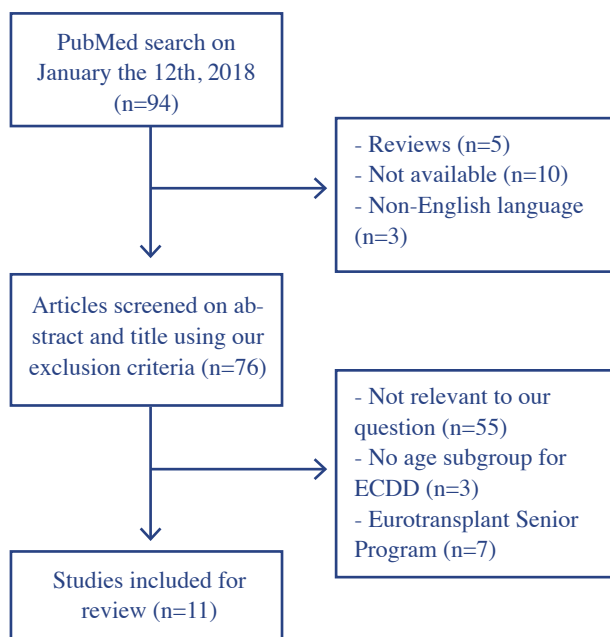 PubMed search on
January the 12th, 2018
(n=94)
- Reviews (n=5)
- Not available (n=10)
- Non-English language
(n=3)
Articles screened on ab-
stract and title using our
exclusion criteria (n=76)
- Not relevant to our
question (n=55)
- No age subgroup for
ECDD (n=3)
- Eurotransplant Senior
Program (n=7)
Studies included for
review (n=11)